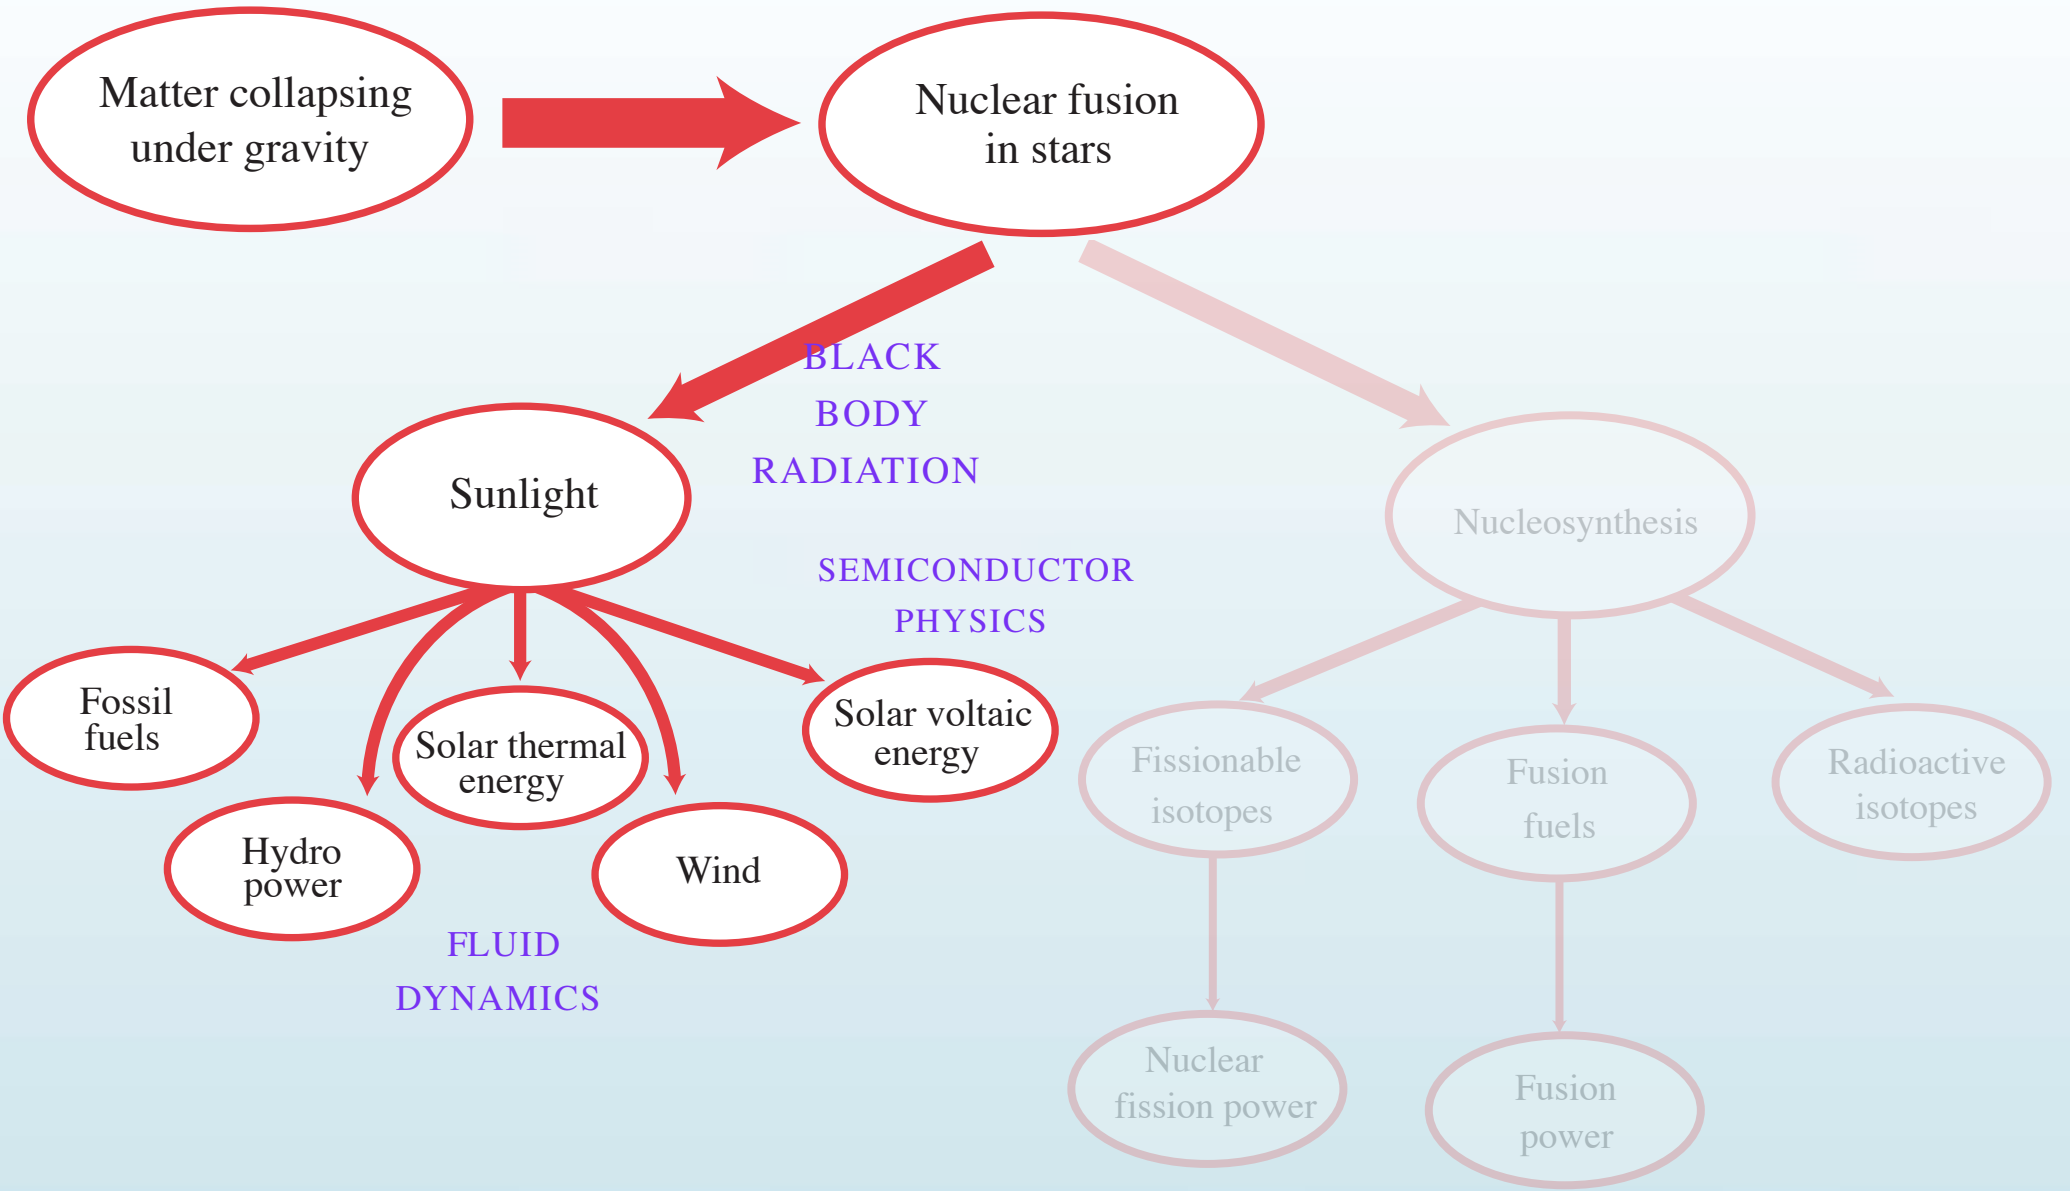 Matter collapsing
under gravity
Nuclear fusion
in stars
BLACK
BODY
RADIATION
Sunlight
Nucleosynthesis
SEMICONDUCTOR
PHYSICS
Fossil
fuels
Solar thermal
energy
Solar voltaic
energy
Fissionable
isotopes
Fusion
fuels
Radioactive
isotopes
Hydro
power
Wind
FLUID
DYNAMICS
Nuclear
fission power
Fusion
power